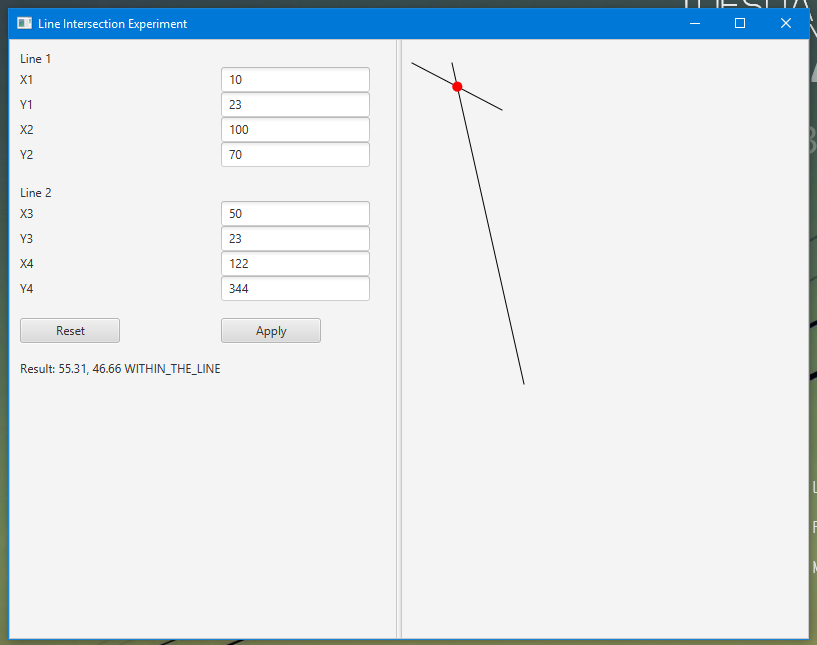 Line Intersection Experiment
Line 1
X1 10
Y1 23
X2 100
Y2 70
Line 2
X3 50
Y3 23
X4 122
Y4 344
Reset Apply
Result: 55.31, 46.66 WITHIN_THE_LINE